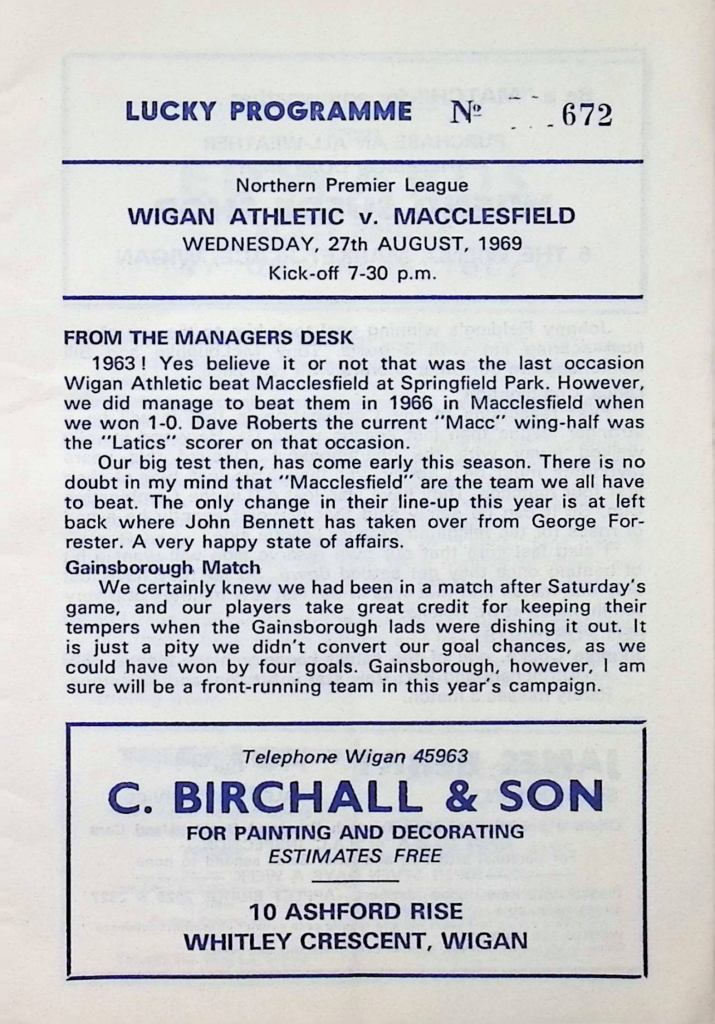 LUCKY PROGRAMME Nº 672
Northern Premier League
WIGAN ATHLETIC v. MACCLESFIELD
WEDNESDAY, 27th AUGUST, 1969
Kick-off 7-30 p.m.
FROM THE MANAGERS DESK
1963! Yes believe it or not that was the last occasion
Wigan Athletic beat Macclesfield at Springfield Park. However,
we did manage to beat them in 1966 in Macclesfield when
we won 1-0. Dave Roberts the current "Macc" wing-half was
the "Latics" scorer on that occasion.
Our big test then, has come early this season. There is no
doubt in my mind that "Macclesfield" are the team we all have
to beat. The only change in their line-up this year is at left
back where John Bennett has taken over from George For-
rester. A very happy state of affairs.
Gainsborough Match
We certainly knew we had been in a match after Saturday's
game, and our players take great credit for keeping their
tempers when the Gainsborough lads were dishing it out. It
is just a pity we didn't convert our goal chances, as we
could have won by four goals. Gainsborough, however, I am
sure will be a front-running team in this year's campaign.
Telephone Wigan 45963
C. BIRCHALL & SON
FOR PAINTING AND DECORATING
ESTIMATES FREE
10 ASHFORD RISE
WHITLEY CRESCENT, WIGAN